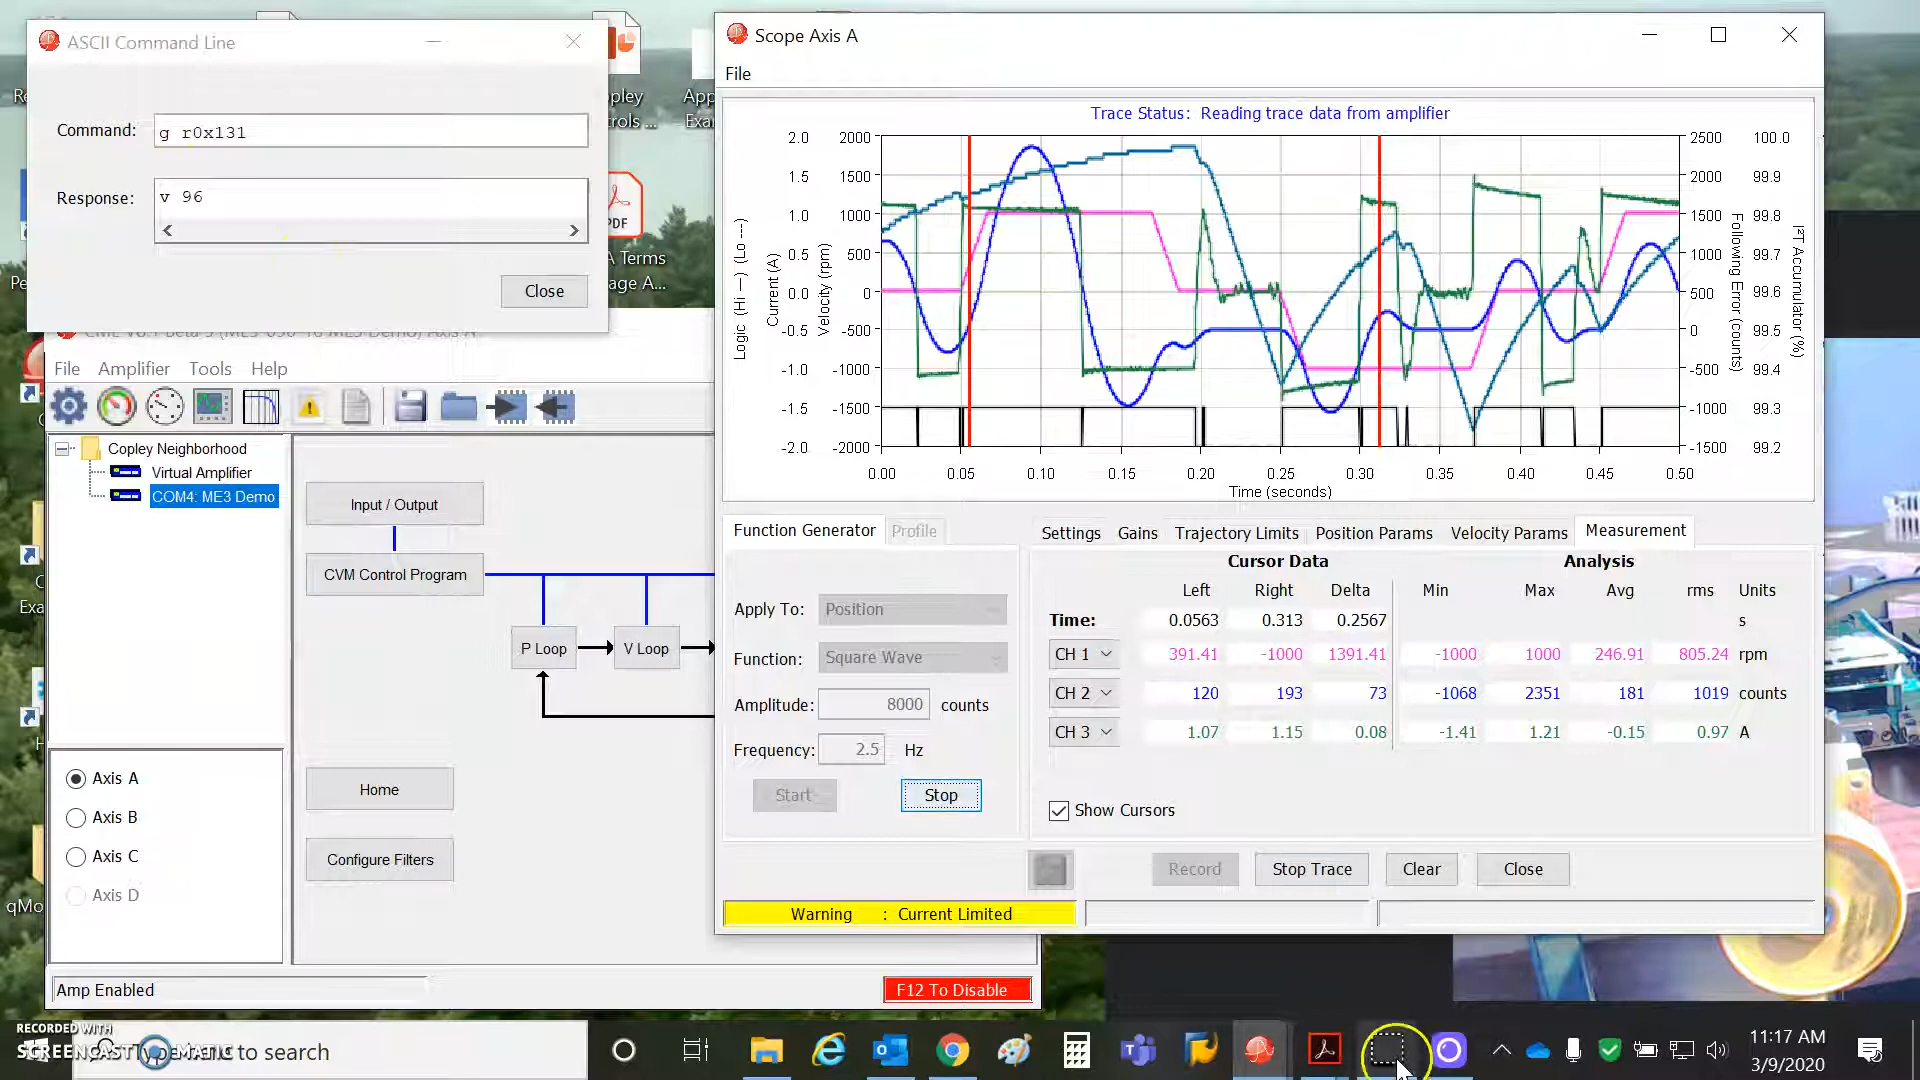 ASCII Command Line
Command: g r0x131
Response: v 96
Close
A Terms
age A...
PDF
File Amplifier Tools Help
Copley Neighborhood
Virtual Amplifier
COM4: ME3 Demo
Input / Output
CVM Control Program
P Loop
V Loop
Home
Configure Filters
Axis A
Axis B
Axis C
Axis D
Amp Enabled
F12 To Disable
Scope Axis A
File
Trace Status: Reading trace data from amplifier
2.0 2000 2500 100.0
1.5 1500 2000 99.9
1.0 1000 1500 99.8
0.5 500 1000 99.7
0.0 0 500 99.6
-0.5 -500 0 99.5
-1.0 -1000 -500 99.4
-1.5 -1500 -1000 99.3
-2.0 -2000 -1500 99.2
Logic (Hi —) (Lo ---)
Current (A)
Velocity (rpm)
Following Error (counts)
I²T Accumulator (%)
0.00 0.05 0.10 0.15 0.20 0.25 0.30 0.35 0.40 0.45 0.50
Time (seconds)
Function Generator Profile
Apply To: Position
Function: Square Wave
Amplitude: 8000 counts
Frequency: 2.5 Hz
Start Stop
Settings Gains Trajectory Limits Position Params Velocity Params Measurement
Cursor Data Analysis
Left Right Delta Min Max Avg rms Units
Time: 0.0563 0.313 0.2567 s
CH 1 391.41 -1000 1391.41 -1000 1000 246.91 805.24 rpm
CH 2 120 193 73 -1068 2351 181 1019 counts
CH 3 1.07 1.15 0.08 -1.41 1.21 -0.15 0.97 A
Show Cursors
Record Stop Trace Clear Close
Warning : Current Limited
RECORDED WITH
SCREENCAST MATIC
to search
11:17 AM
3/9/2020